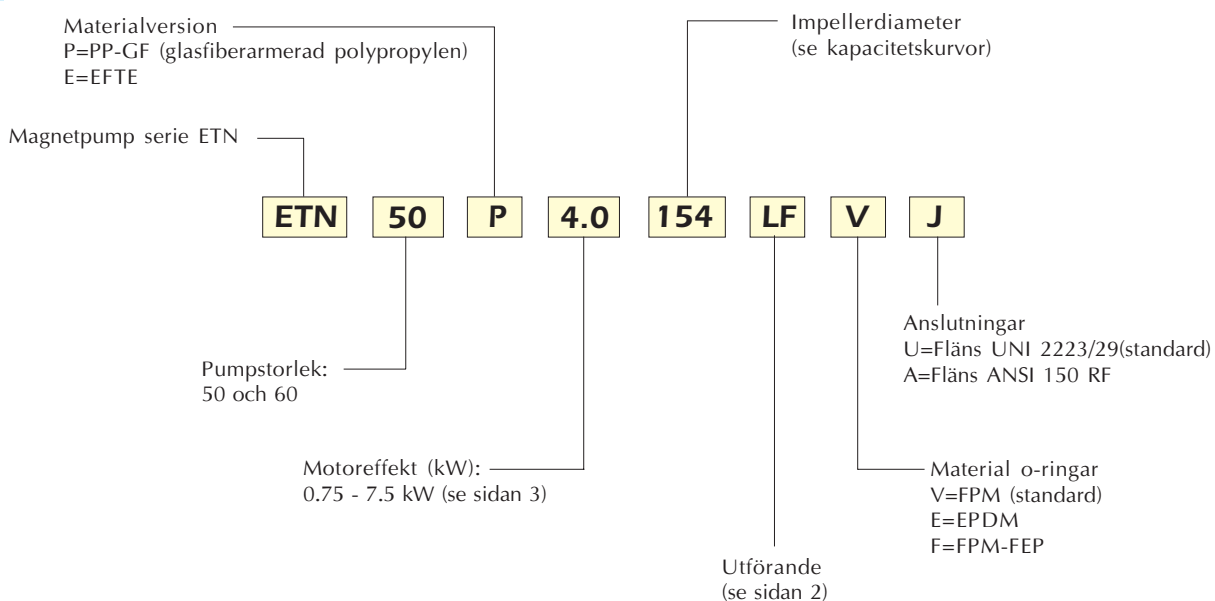 Materialversion
P=PP-GF (glasfiberarmerad polypropylen)
E=EFTE
Impellerdiameter
(se kapacitetskurvor)
Magnetpump serie ETN
ETN 50 P 4.0 154 LF V J
Anslutningar
U=Fläns UNI 2223/29(standard)
A=Fläns ANSI 150 RF
Pumpstorlek:
50 och 60
Motoreffekt (kW):
0.75 - 7.5 kW (se sidan 3)
Material o-ringar
V=FPM (standard)
E=EPDM
F=FPM-FEP
Utförande
(se sidan 2)